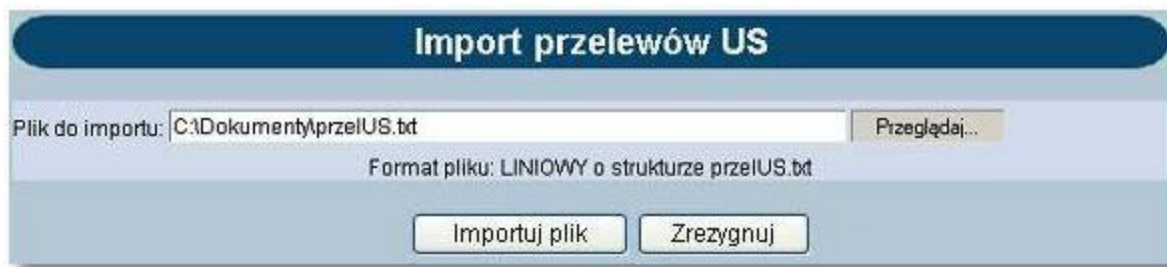 Import przelewów US
Plik do importu: C:\Dokumenty\przelUS.txt Przeglądaj...
Format pliku: LINIOWY o strukturze przelUS.txt
Importuj plik Zrezygnuj